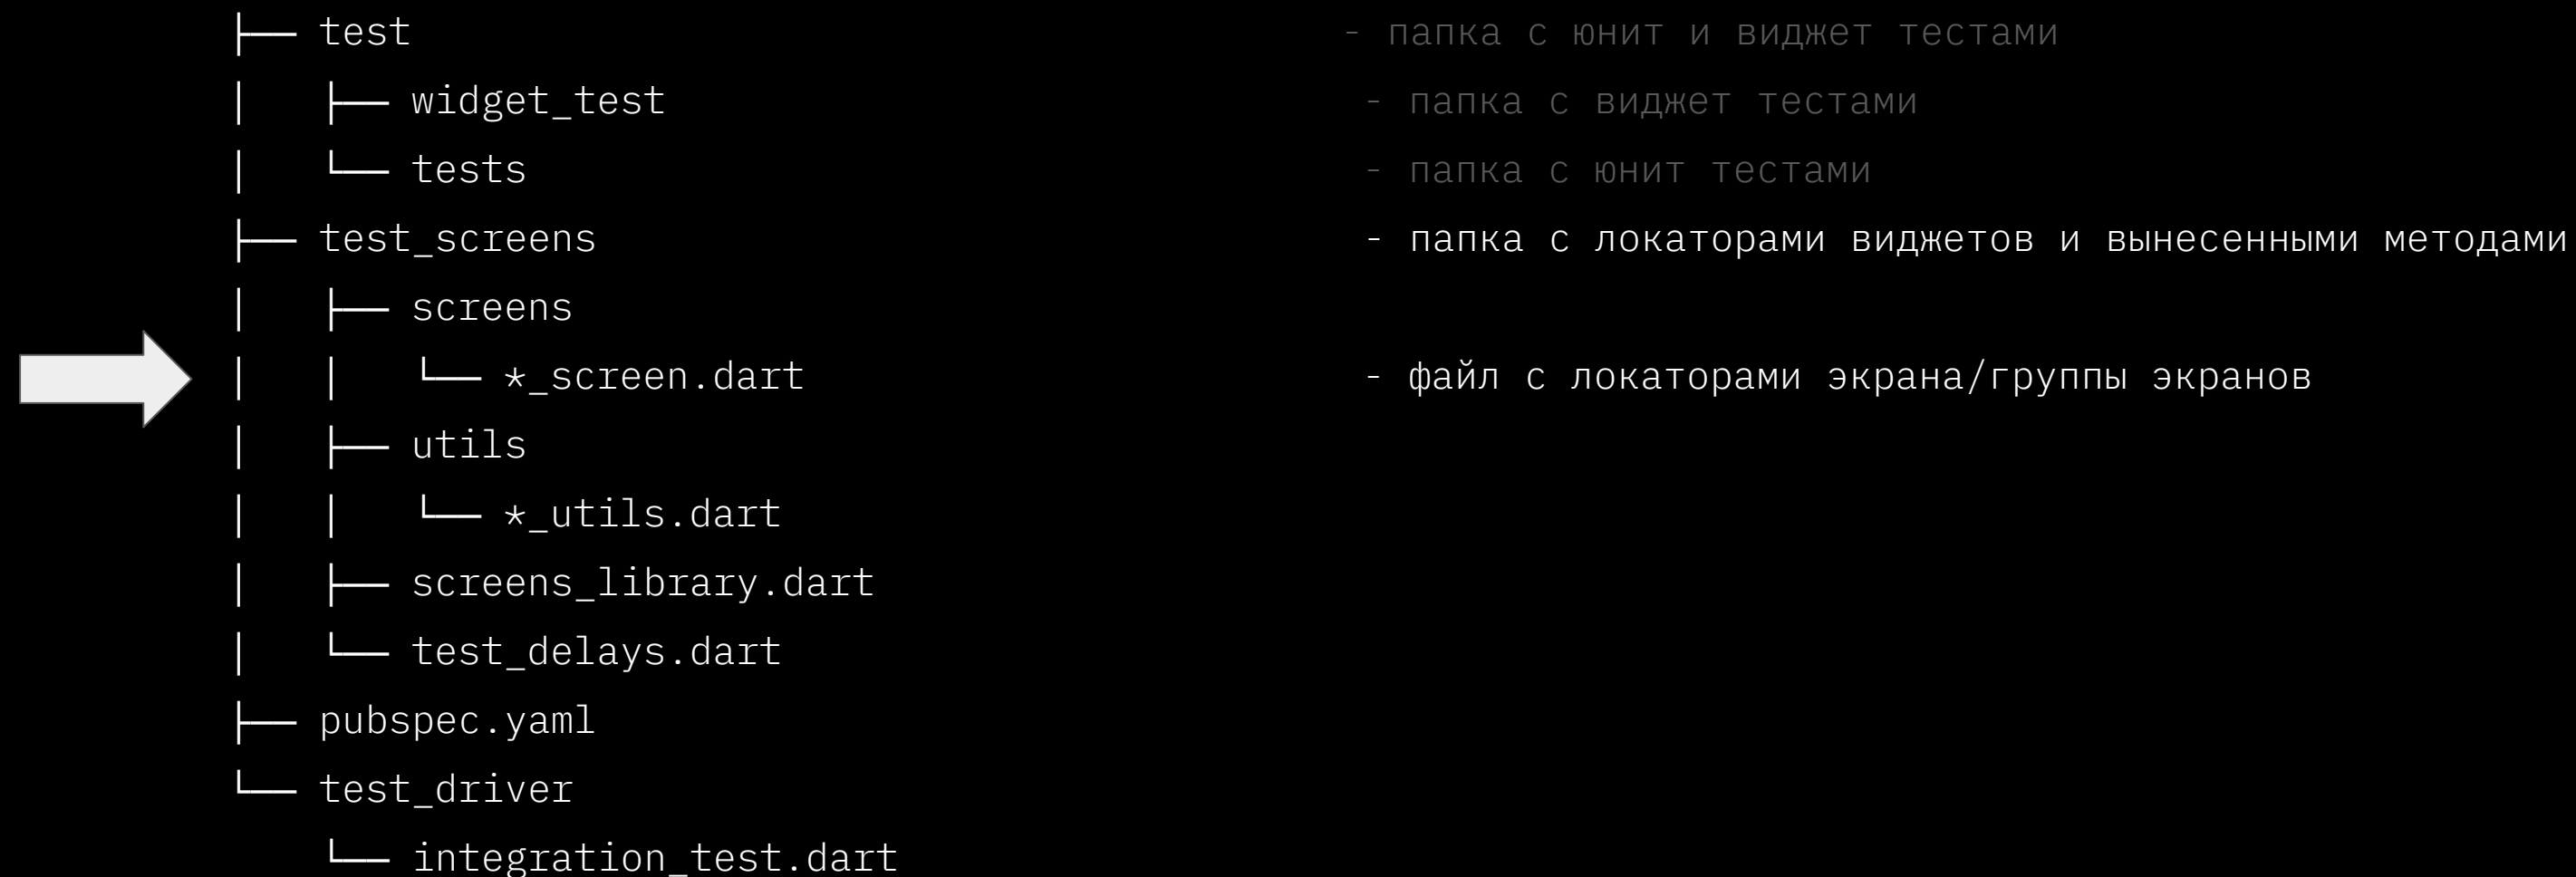 ├── test - папка с юнит и виджет тестами
│   ├── widget_test - папка с виджет тестами
│   └── tests - папка с юнит тестами
├── test_screens - папка с локаторами виджетов и вынесенными методами
│   ├── screens
│   │   └── *_screen.dart - файл с локаторами экрана/группы экранов
│   ├── utils
│   │   └── *_utils.dart
│   ├── screens_library.dart
│   └── test_delays.dart
├── pubspec.yaml
└── test_driver
    └── integration_test.dart